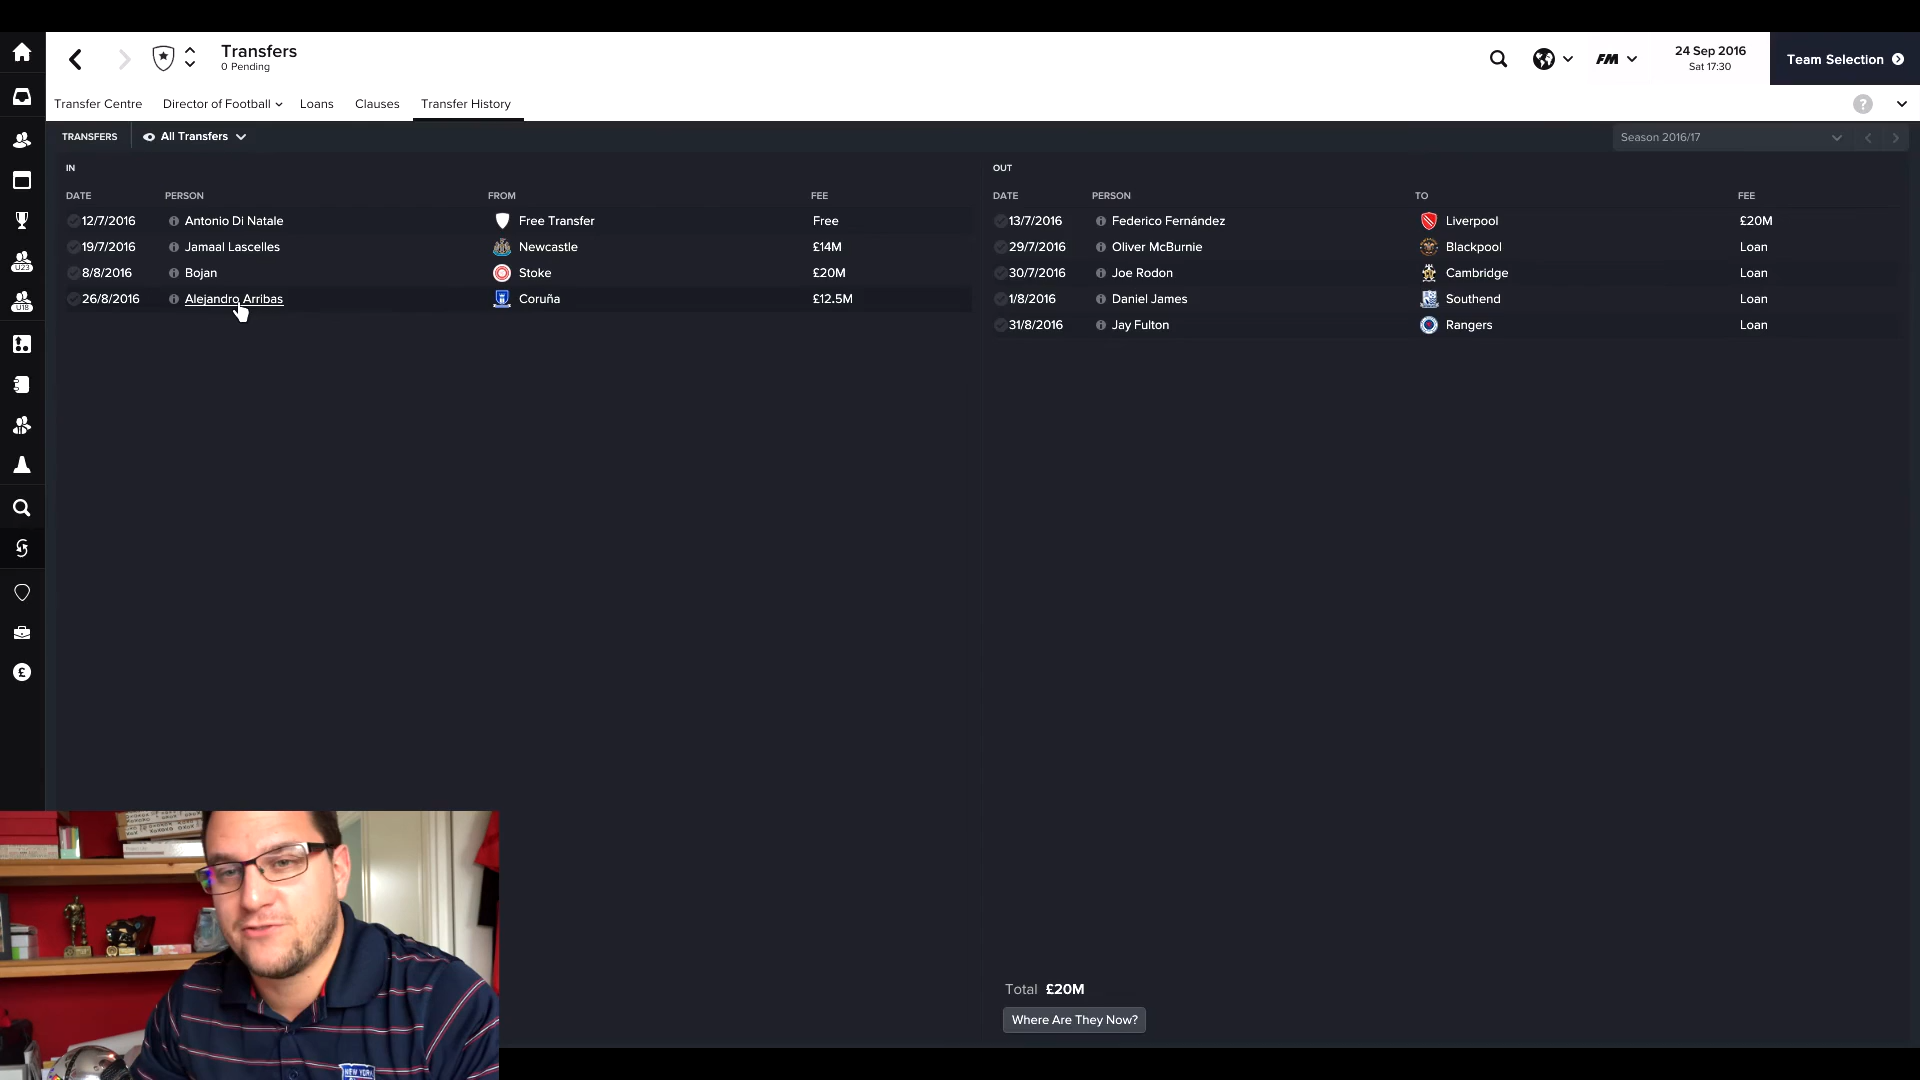 Transfers
0 Pending
24 Sep 2016
Sat 17:30
FM
Team Selection
Transfer Centre Director of Football Loans Clauses Transfer History
?
TRANSFERS All Transfers Season 2016/17
IN
DATE PERSON FROM FEE
12/7/2016 Antonio Di Natale Free Transfer Free
19/7/2016 Jamaal Lascelles Newcastle £14M
8/8/2016 Bojan Stoke £20M
26/8/2016 Alejandro Arribas Coruña £12.5M
OUT
DATE PERSON TO FEE
13/7/2016 Federico Fernández Liverpool £20M
29/7/2016 Oliver McBurnie Blackpool Loan
30/7/2016 Joe Rodon Cambridge Loan
1/8/2016 Daniel James Southend Loan
31/8/2016 Jay Fulton Rangers Loan
U23
U18
£
Total £20M
Where Are They Now?
NEW YORK